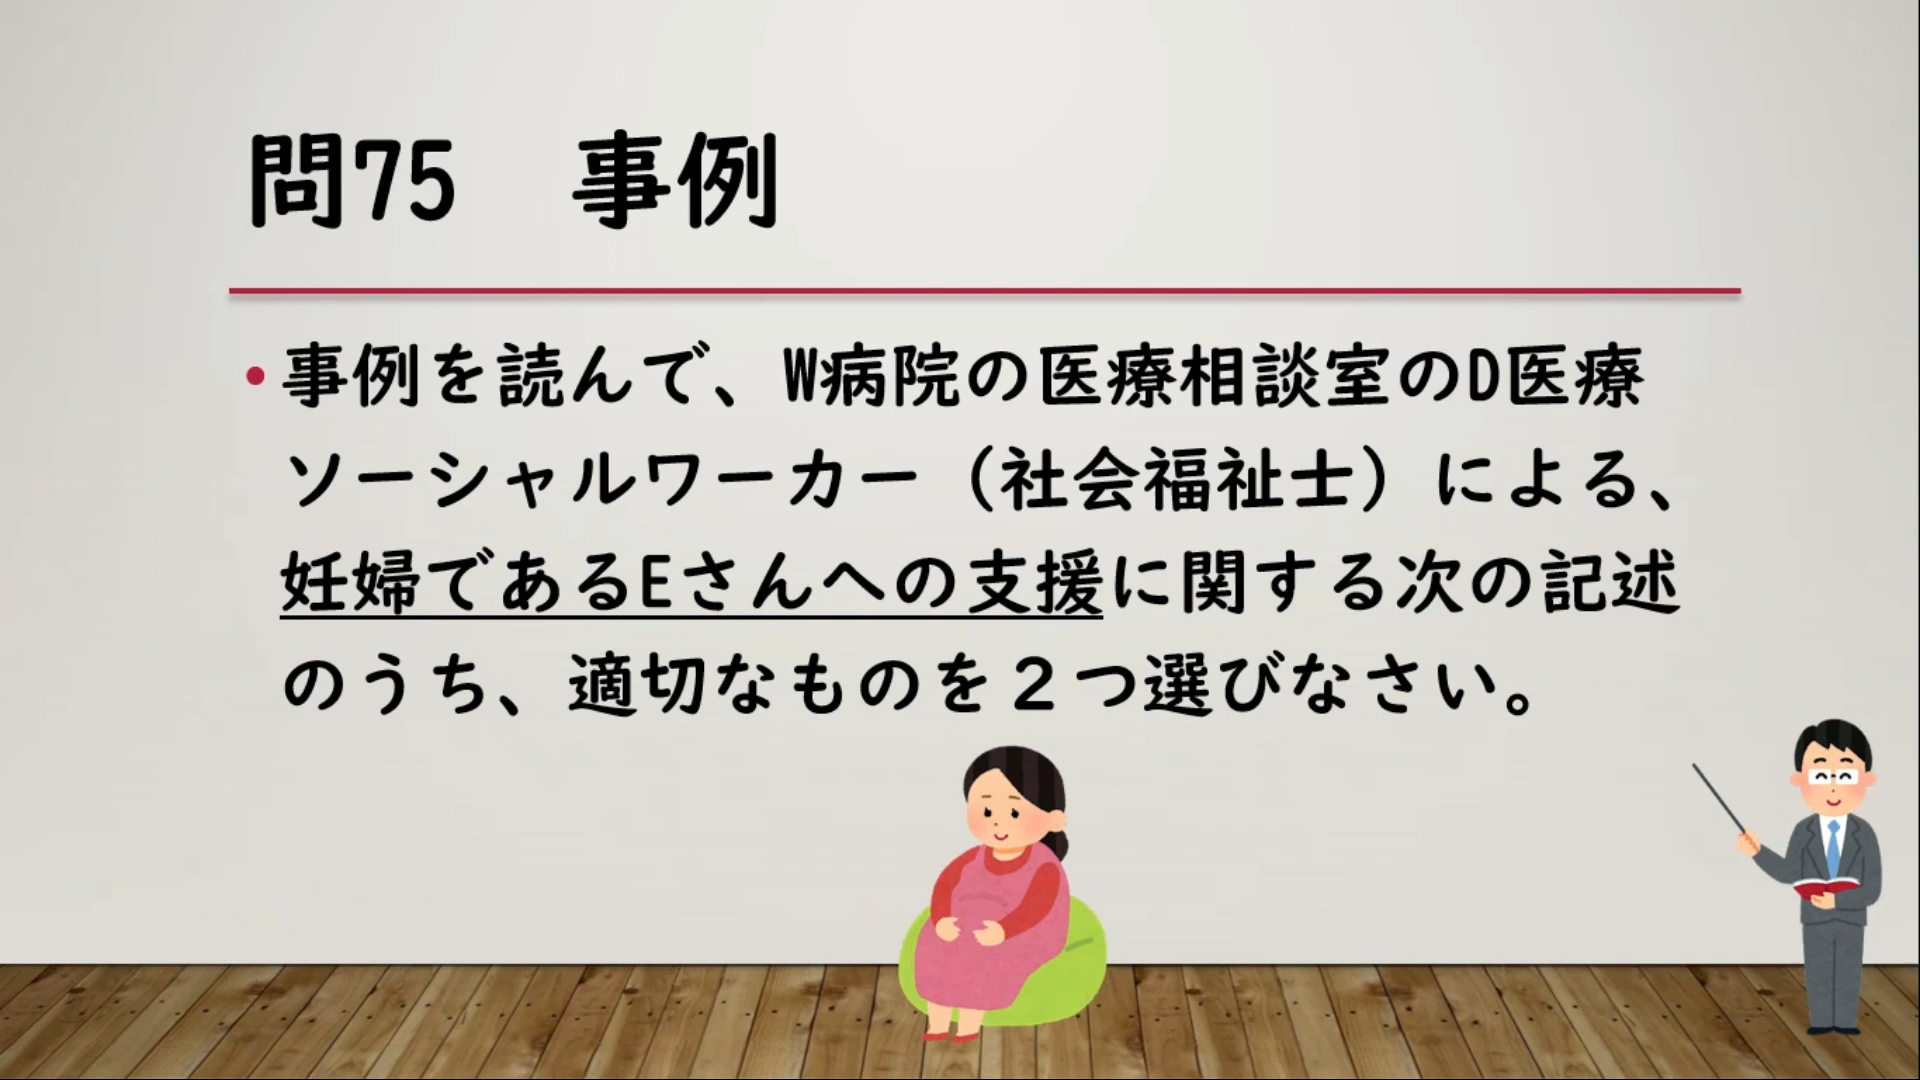 問75　事例
・事例を読んで、W病院の医療相談室のD医療
ソーシャルワーカー（社会福祉士）による、
妊婦であるEさんへの支援に関する次の記述
のうち、適切なものを２つ選びなさい。